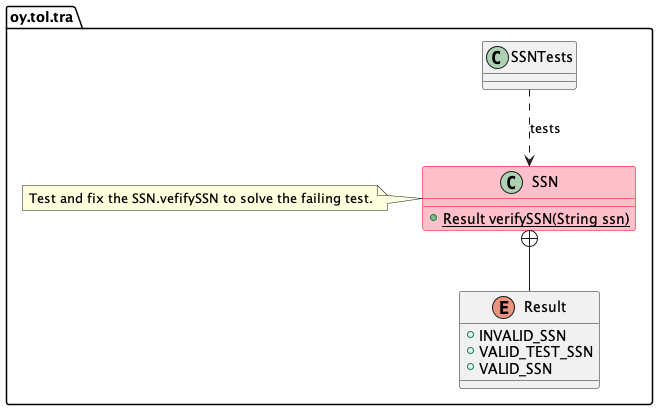 oy.tol.tra
C SSNTests
tests
C SSN
Test and fix the SSN.vefifySSN to solve the failing test.
Result verifySSN(String ssn)
E Result
INVALID_SSN
VALID_TEST_SSN
VALID_SSN